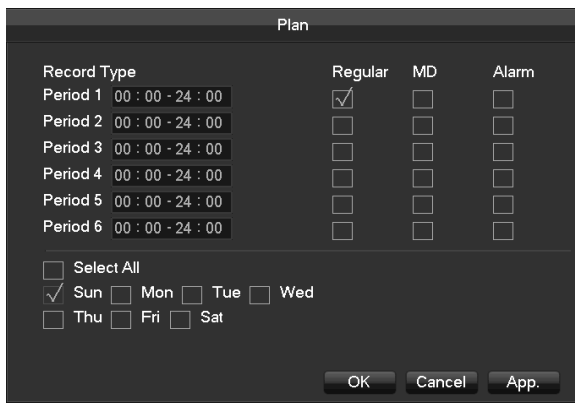 Plan
Record Type Regular MD Alarm
Period 1 00 : 00 - 24 : 00
Period 2 00 : 00 - 24 : 00
Period 3 00 : 00 - 24 : 00
Period 4 00 : 00 - 24 : 00
Period 5 00 : 00 - 24 : 00
Period 6 00 : 00 - 24 : 00
Select All
Sun Mon Tue Wed
Thu Fri Sat
OK Cancel App.